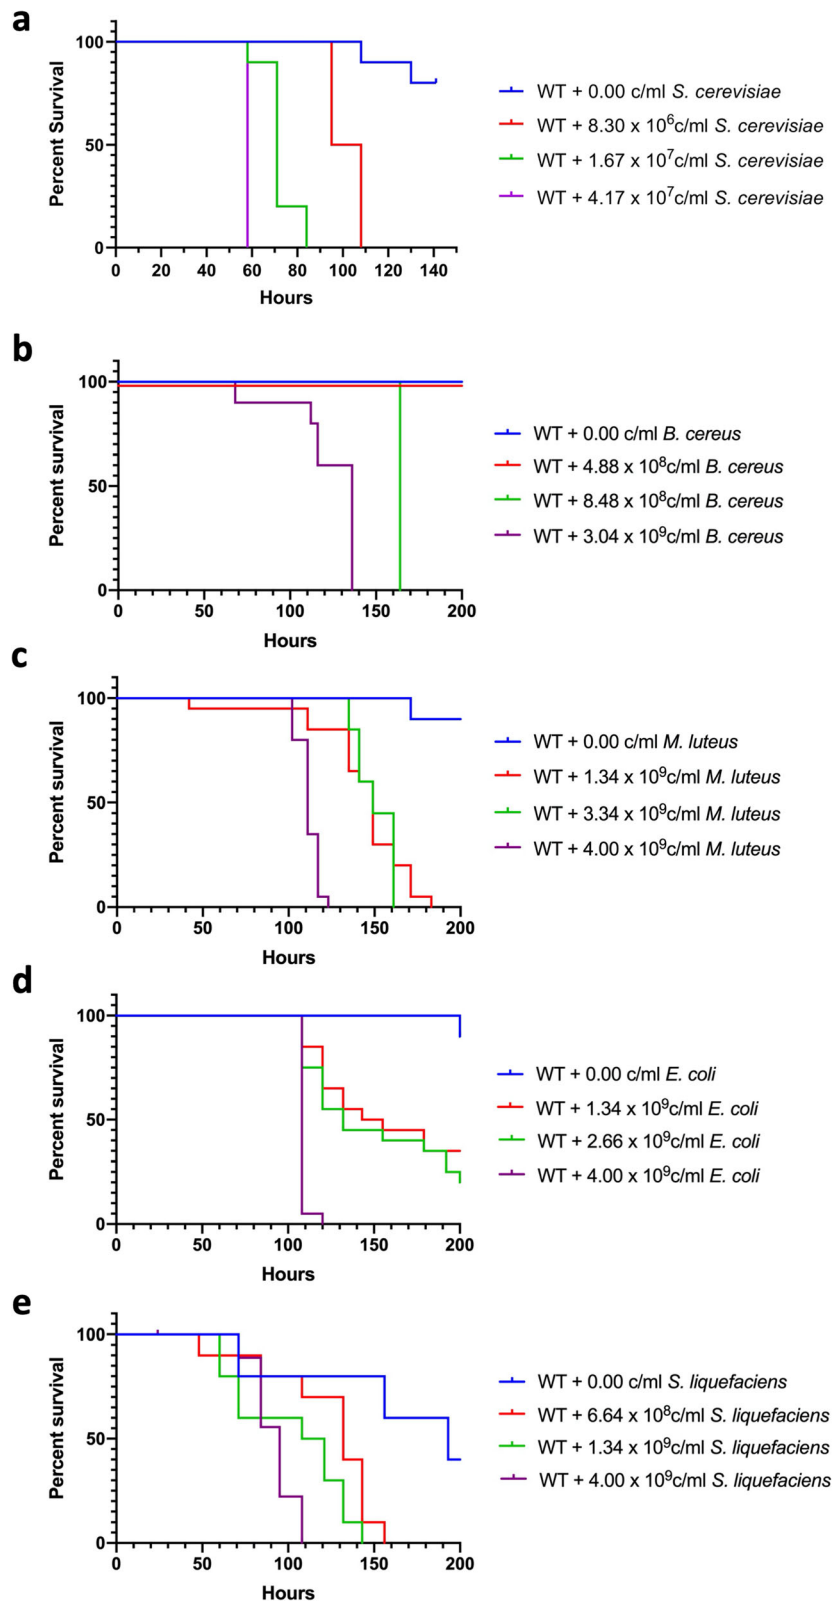 a
100
50
0
Percent Survival
0 20 40 60 80 100 120 140
Hours
WT + 0.00 c/ml S. cerevisiae
WT + 8.30 x 10⁶c/ml S. cerevisiae
WT + 1.67 x 10⁷c/ml S. cerevisiae
WT + 4.17 x 10⁷c/ml S. cerevisiae
b
100
50
0
Percent survival
0 50 100 150 200
Hours
WT + 0.00 c/ml B. cereus
WT + 4.88 x 10⁸c/ml B. cereus
WT + 8.48 x 10⁸c/ml B. cereus
WT + 3.04 x 10⁹c/ml B. cereus
c
100
50
0
Percent survival
0 50 100 150 200
Hours
WT + 0.00 c/ml M. luteus
WT + 1.34 x 10⁹c/ml M. luteus
WT + 3.34 x 10⁹c/ml M. luteus
WT + 4.00 x 10⁹c/ml M. luteus
d
100
50
0
Percent survival
0 50 100 150 200
Hours
WT + 0.00 c/ml E. coli
WT + 1.34 x 10⁹c/ml E. coli
WT + 2.66 x 10⁹c/ml E. coli
WT + 4.00 x 10⁹c/ml E. coli
e
100
50
0
Percent survival
0 50 100 150 200
Hours
WT + 0.00 c/ml S. liquefaciens
WT + 6.64 x 10⁸c/ml S. liquefaciens
WT + 1.34 x 10⁹c/ml S. liquefaciens
WT + 4.00 x 10⁹c/ml S. liquefaciens